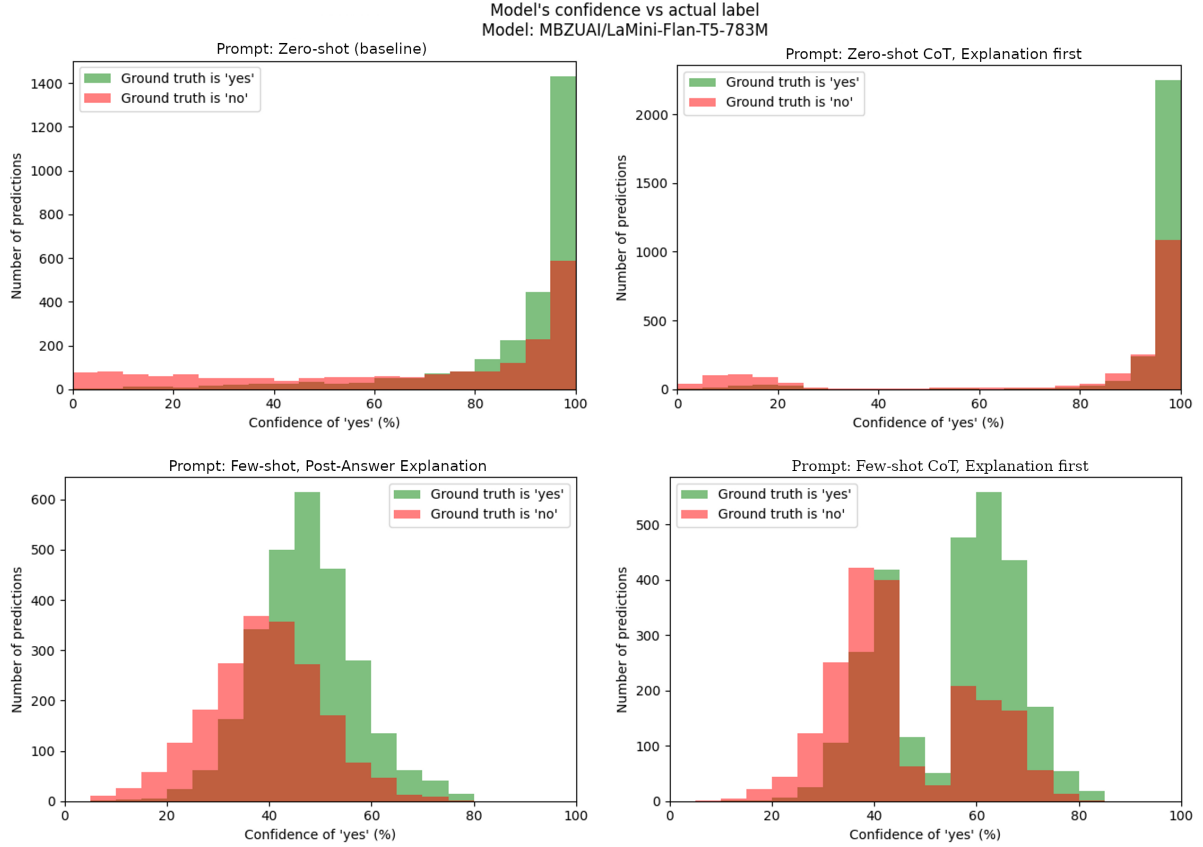 Model's confidence vs actual label
Model: MBZUAI/LaMini-Flan-T5-783M
Prompt: Zero-shot (baseline)
Ground truth is 'yes'
Ground truth is 'no'
Number of predictions
1400
1200
1000
800
600
400
200
0
0 20 40 60 80 100
Confidence of 'yes' (%)
Prompt: Zero-shot CoT, Explanation first
Ground truth is 'yes'
Ground truth is 'no'
Number of predictions
2000
1500
1000
500
0
0 20 40 60 80 100
Confidence of 'yes' (%)
Prompt: Few-shot, Post-Answer Explanation
Ground truth is 'yes'
Ground truth is 'no'
Number of predictions
600
500
400
300
200
100
0
0 20 40 60 80 100
Confidence of 'yes' (%)
Prompt: Few-shot CoT, Explanation first
Ground truth is 'yes'
Ground truth is 'no'
Number of predictions
500
400
300
200
100
0
0 20 40 60 80 100
Confidence of 'yes' (%)